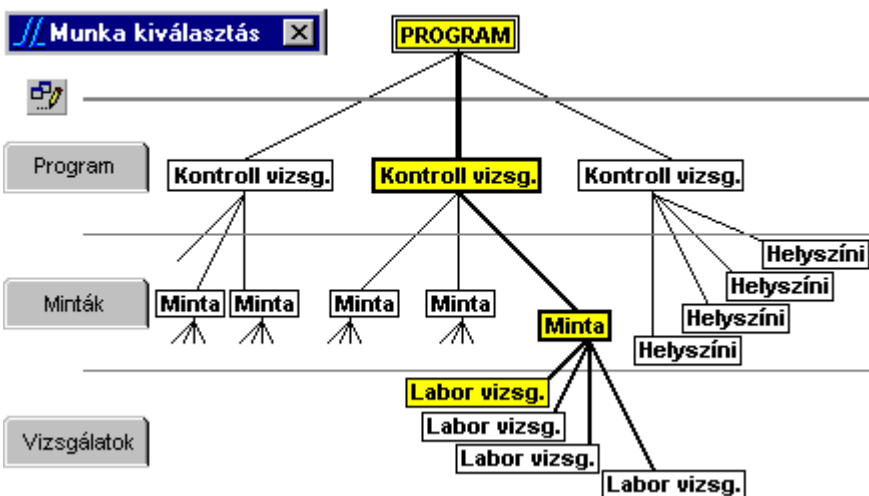 Munka kiválasztás
PROGRAM
Program
Kontroll vizsg.
Kontroll vizsg.
Kontroll vizsg.
Helyszíni
Helyszíni
Helyszíni
Helyszíni
Minták
Minta
Minta
Minta
Minta
Minta
Labor vizsg.
Labor vizsg.
Labor vizsg.
Labor vizsg.
Vizsgálatok